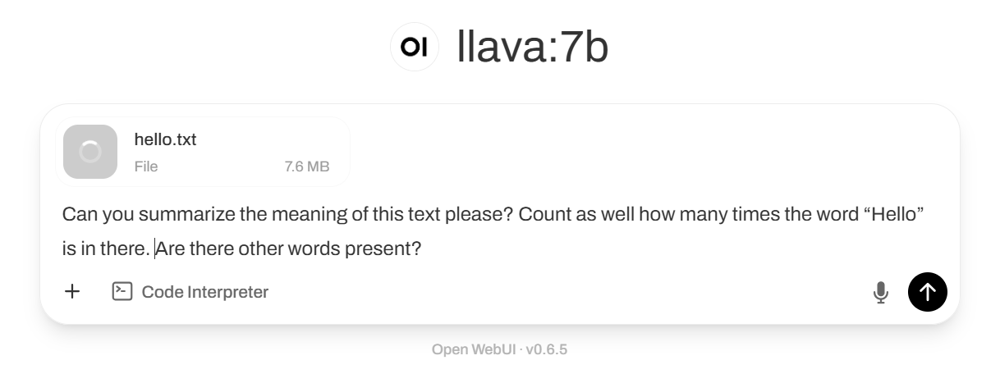 OI llava:7b
hello.txt
File 7.6 MB
Can you summarize the meaning of this text please? Count as well how many times the word “Hello”
is in there. Are there other words present?
Code Interpreter
Open WebUI · v0.6.5